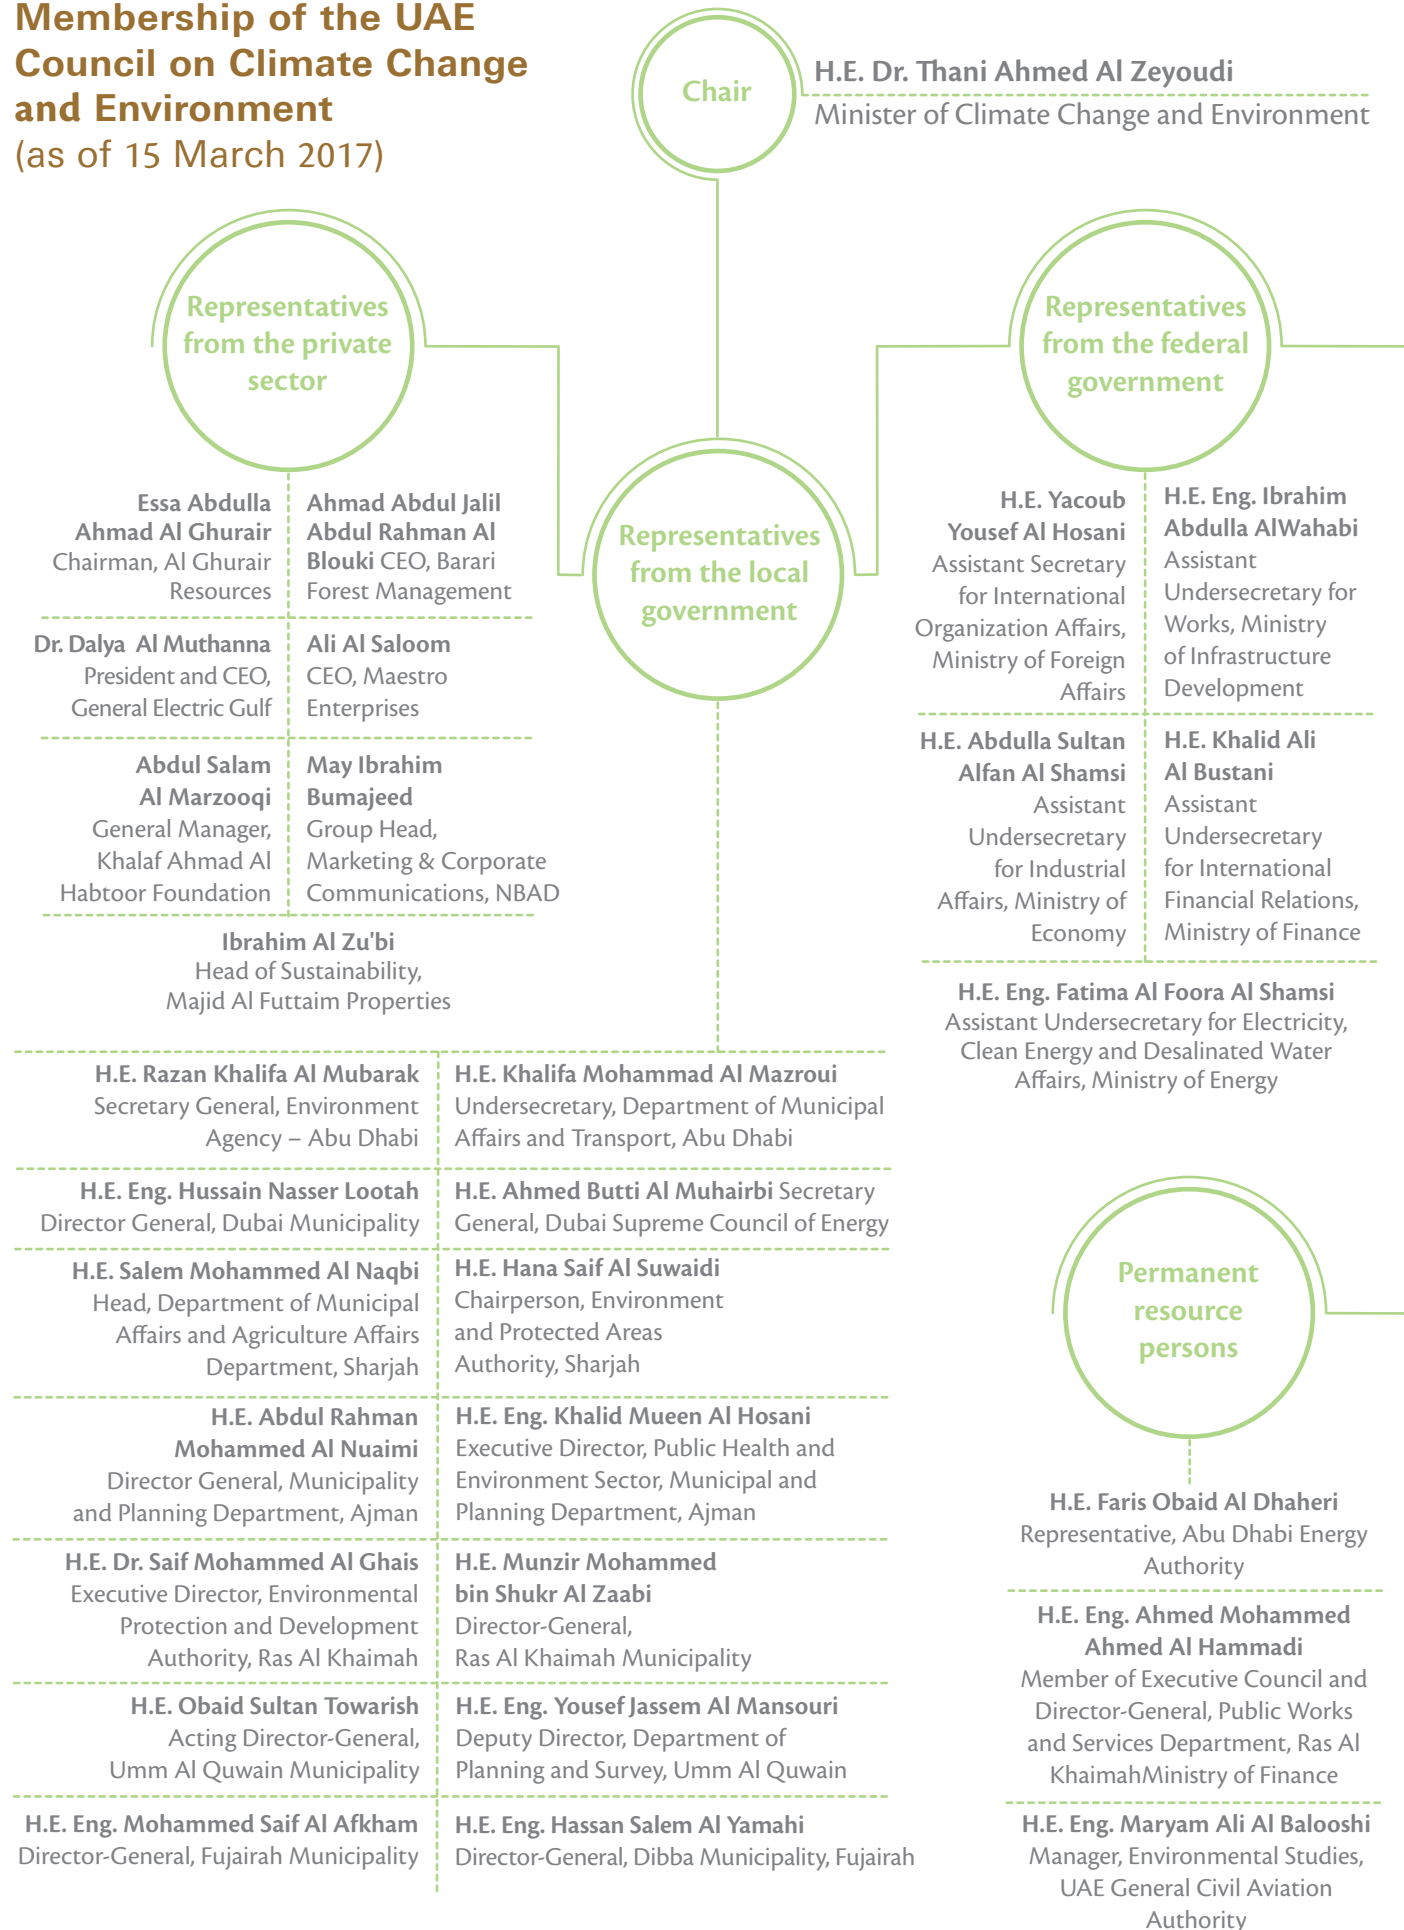 Membership of the UAE
Council on Climate Change
and Environment
(as of 15 March 2017)
Chair
H.E. Dr. Thani Ahmed Al Zeyoudi
Minister of Climate Change and Environment
Representatives
from the private
sector
Essa Abdulla
Ahmad Al Ghurair
Chairman, Al Ghurair
Resources
Ahmad Abdul Jalil
Abdul Rahman Al
Blouki CEO, Barari
Forest Management
Dr. Dalya Al Muthanna
President and CEO,
General Electric Gulf
Ali Al Saloom
CEO, Maestro
Enterprises
Abdul Salam
Al Marzooqi
General Manager,
Khalaf Ahmad Al
Habtoor Foundation
May Ibrahim
Bumajeed
Group Head,
Marketing & Corporate
Communications, NBAD
Ibrahim Al Zu'bi
Head of Sustainability,
Majid Al Futtaim Properties
Representatives
from the local
government
H.E. Razan Khalifa Al Mubarak
Secretary General, Environment
Agency – Abu Dhabi
H.E. Khalifa Mohammad Al Mazroui
Undersecretary, Department of Municipal
Affairs and Transport, Abu Dhabi
H.E. Eng. Hussain Nasser Lootah
Director General, Dubai Municipality
H.E. Ahmed Butti Al Muhairbi Secretary
General, Dubai Supreme Council of Energy
H.E. Salem Mohammed Al Naqbi
Head, Department of Municipal
Affairs and Agriculture Affairs
Department, Sharjah
H.E. Hana Saif Al Suwaidi
Chairperson, Environment
and Protected Areas
Authority, Sharjah
H.E. Abdul Rahman
Mohammed Al Nuaimi
Director General, Municipality
and Planning Department, Ajman
H.E. Eng. Khalid Mueen Al Hosani
Executive Director, Public Health and
Environment Sector, Municipal and
Planning Department, Ajman
H.E. Dr. Saif Mohammed Al Ghais
Executive Director, Environmental
Protection and Development
Authority, Ras Al Khaimah
H.E. Munzir Mohammed
bin Shukr Al Zaabi
Director-General,
Ras Al Khaimah Municipality
H.E. Obaid Sultan Towarish
Acting Director-General,
Umm Al Quwain Municipality
H.E. Eng. Yousef Jassem Al Mansouri
Deputy Director, Department of
Planning and Survey, Umm Al Quwain
H.E. Eng. Mohammed Saif Al Afkham
Director-General, Fujairah Municipality
H.E. Eng. Hassan Salem Al Yamahi
Director-General, Dibba Municipality, Fujairah
Representatives
from the federal
government
H.E. Yacoub
Yousef Al Hosani
Assistant Secretary
for International
Organization Affairs,
Ministry of Foreign
Affairs
H.E. Eng. Ibrahim
Abdulla AlWahabi
Assistant
Undersecretary for
Works, Ministry
of Infrastructure
Development
H.E. Abdulla Sultan
Alfan Al Shamsi
Assistant
Undersecretary
for Industrial
Affairs, Ministry of
Economy
H.E. Khalid Ali
Al Bustani
Assistant
Undersecretary
for International
Financial Relations,
Ministry of Finance
H.E. Eng. Fatima Al Foora Al Shamsi
Assistant Undersecretary for Electricity,
Clean Energy and Desalinated Water
Affairs, Ministry of Energy
Permanent
resource
persons
H.E. Faris Obaid Al Dhaheri
Representative, Abu Dhabi Energy
Authority
H.E. Eng. Ahmed Mohammed
Ahmed Al Hammadi
Member of Executive Council and
Director-General, Public Works
and Services Department, Ras Al
KhaimahMinistry of Finance
H.E. Eng. Maryam Ali Al Balooshi
Manager, Environmental Studies,
UAE General Civil Aviation
Authority